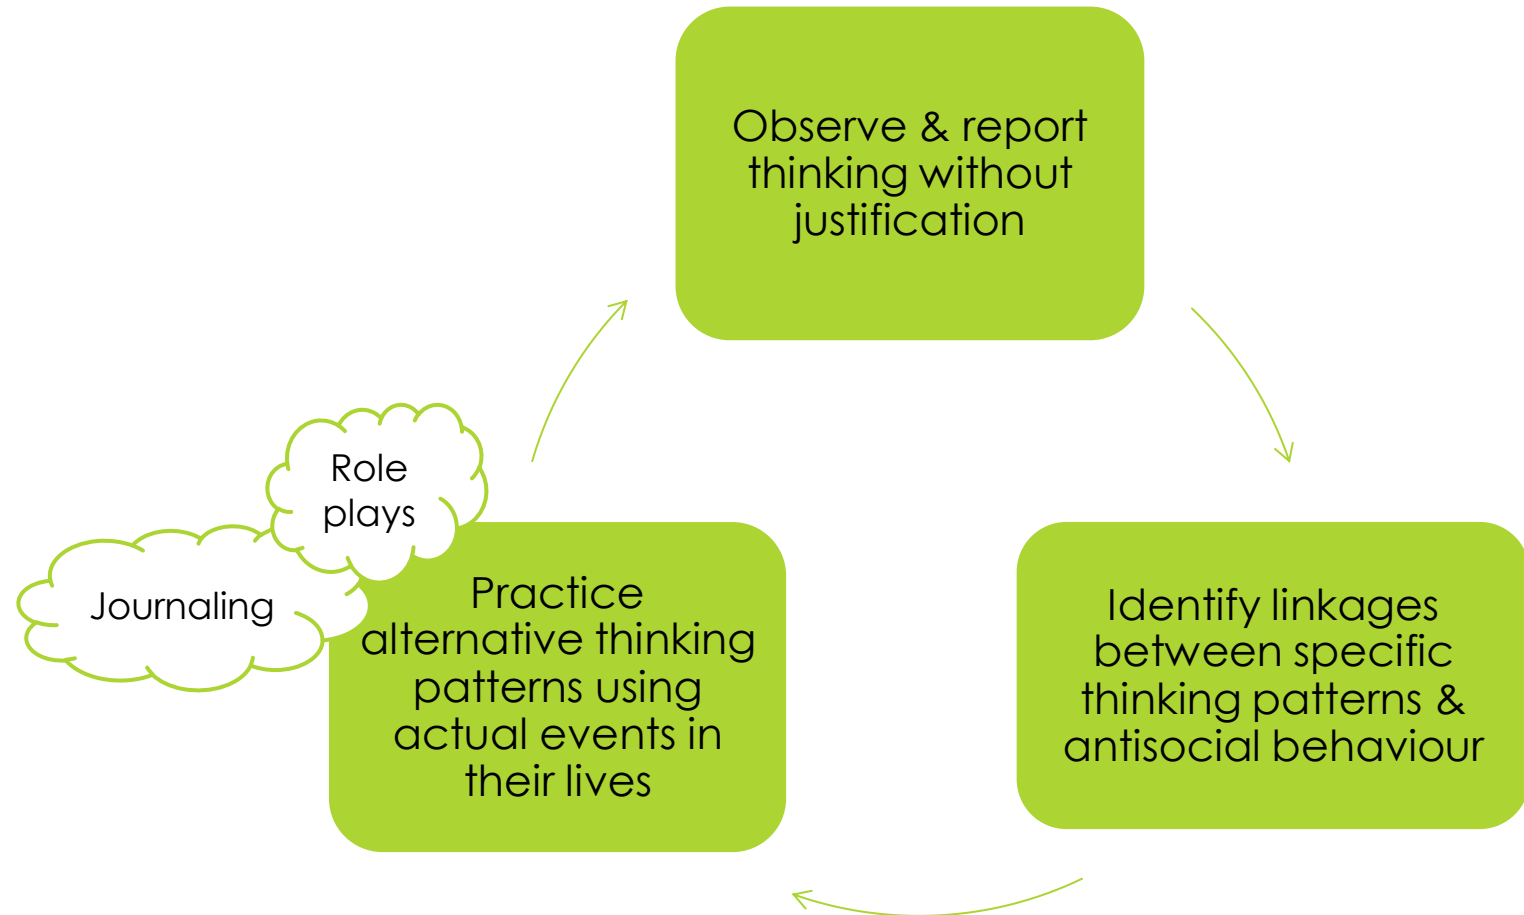 Observe & report
thinking without
justification
Role
plays
Journaling
Practice
alternative thinking
patterns using
actual events in
their lives
Identify linkages
between specific
thinking patterns &
antisocial behaviour